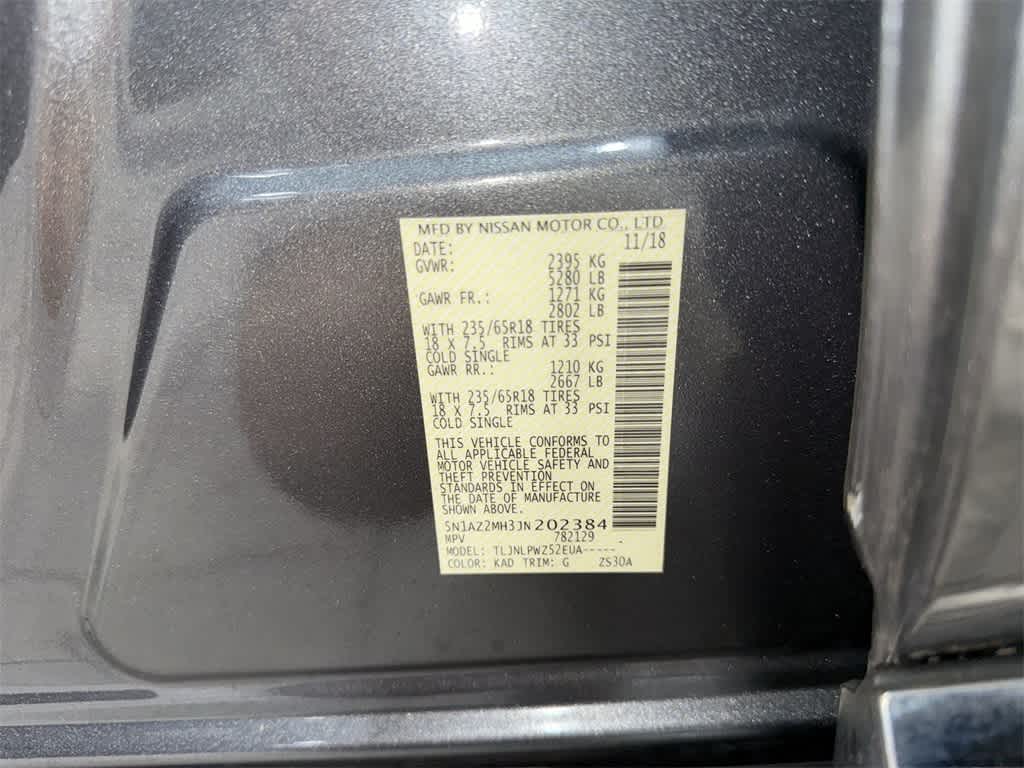 MFD BY NISSAN MOTOR CO., LTD.
DATE: 11/18
GVWR: 2395 KG
5280 LB
GAWR FR.: 1271 KG
2802 LB
WITH 235/65R18 TIRES
18 X 7.5 RIMS AT 33 PSI
COLD SINGLE
GAWR RR.: 1210 KG
2667 LB
WITH 235/65R18 TIRES
18 X 7.5 RIMS AT 33 PSI
COLD SINGLE
THIS VEHICLE CONFORMS TO
ALL APPLICABLE FEDERAL
MOTOR VEHICLE SAFETY AND
THEFT PREVENTION
STANDARDS IN EFFECT ON
THE DATE OF MANUFACTURE
SHOWN ABOVE.
5N1AZ2MH3JN202384
MPV 782129
MODEL: TLJNLPWZ52EUA-----
COLOR: KAD TRIM: G ZS30A